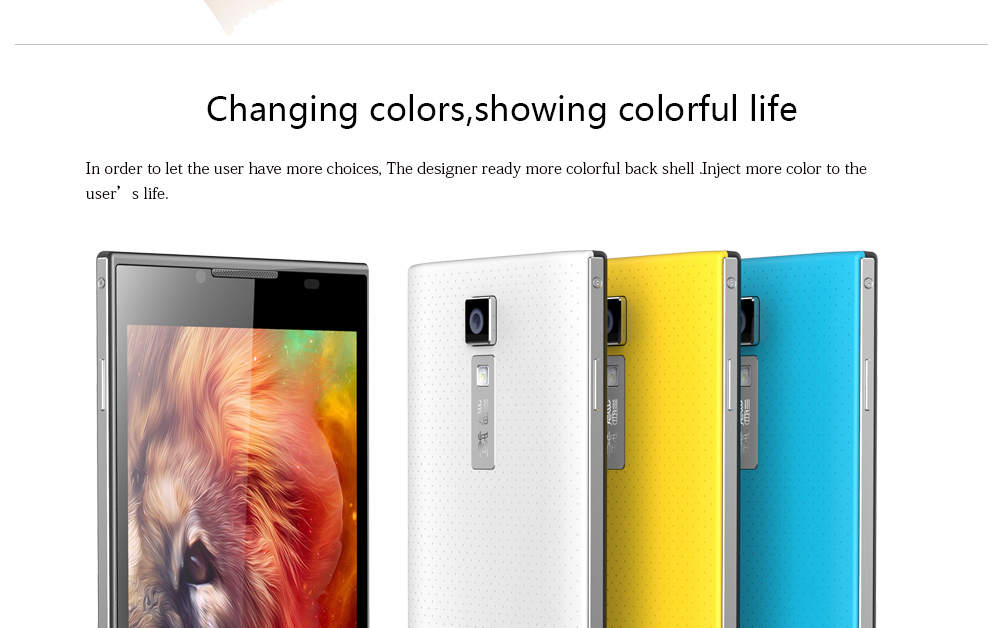 Changing colors,showing colorful life
In order to let the user have more choices, The designer ready more colorful back shell .Inject more color to the
user’s life.